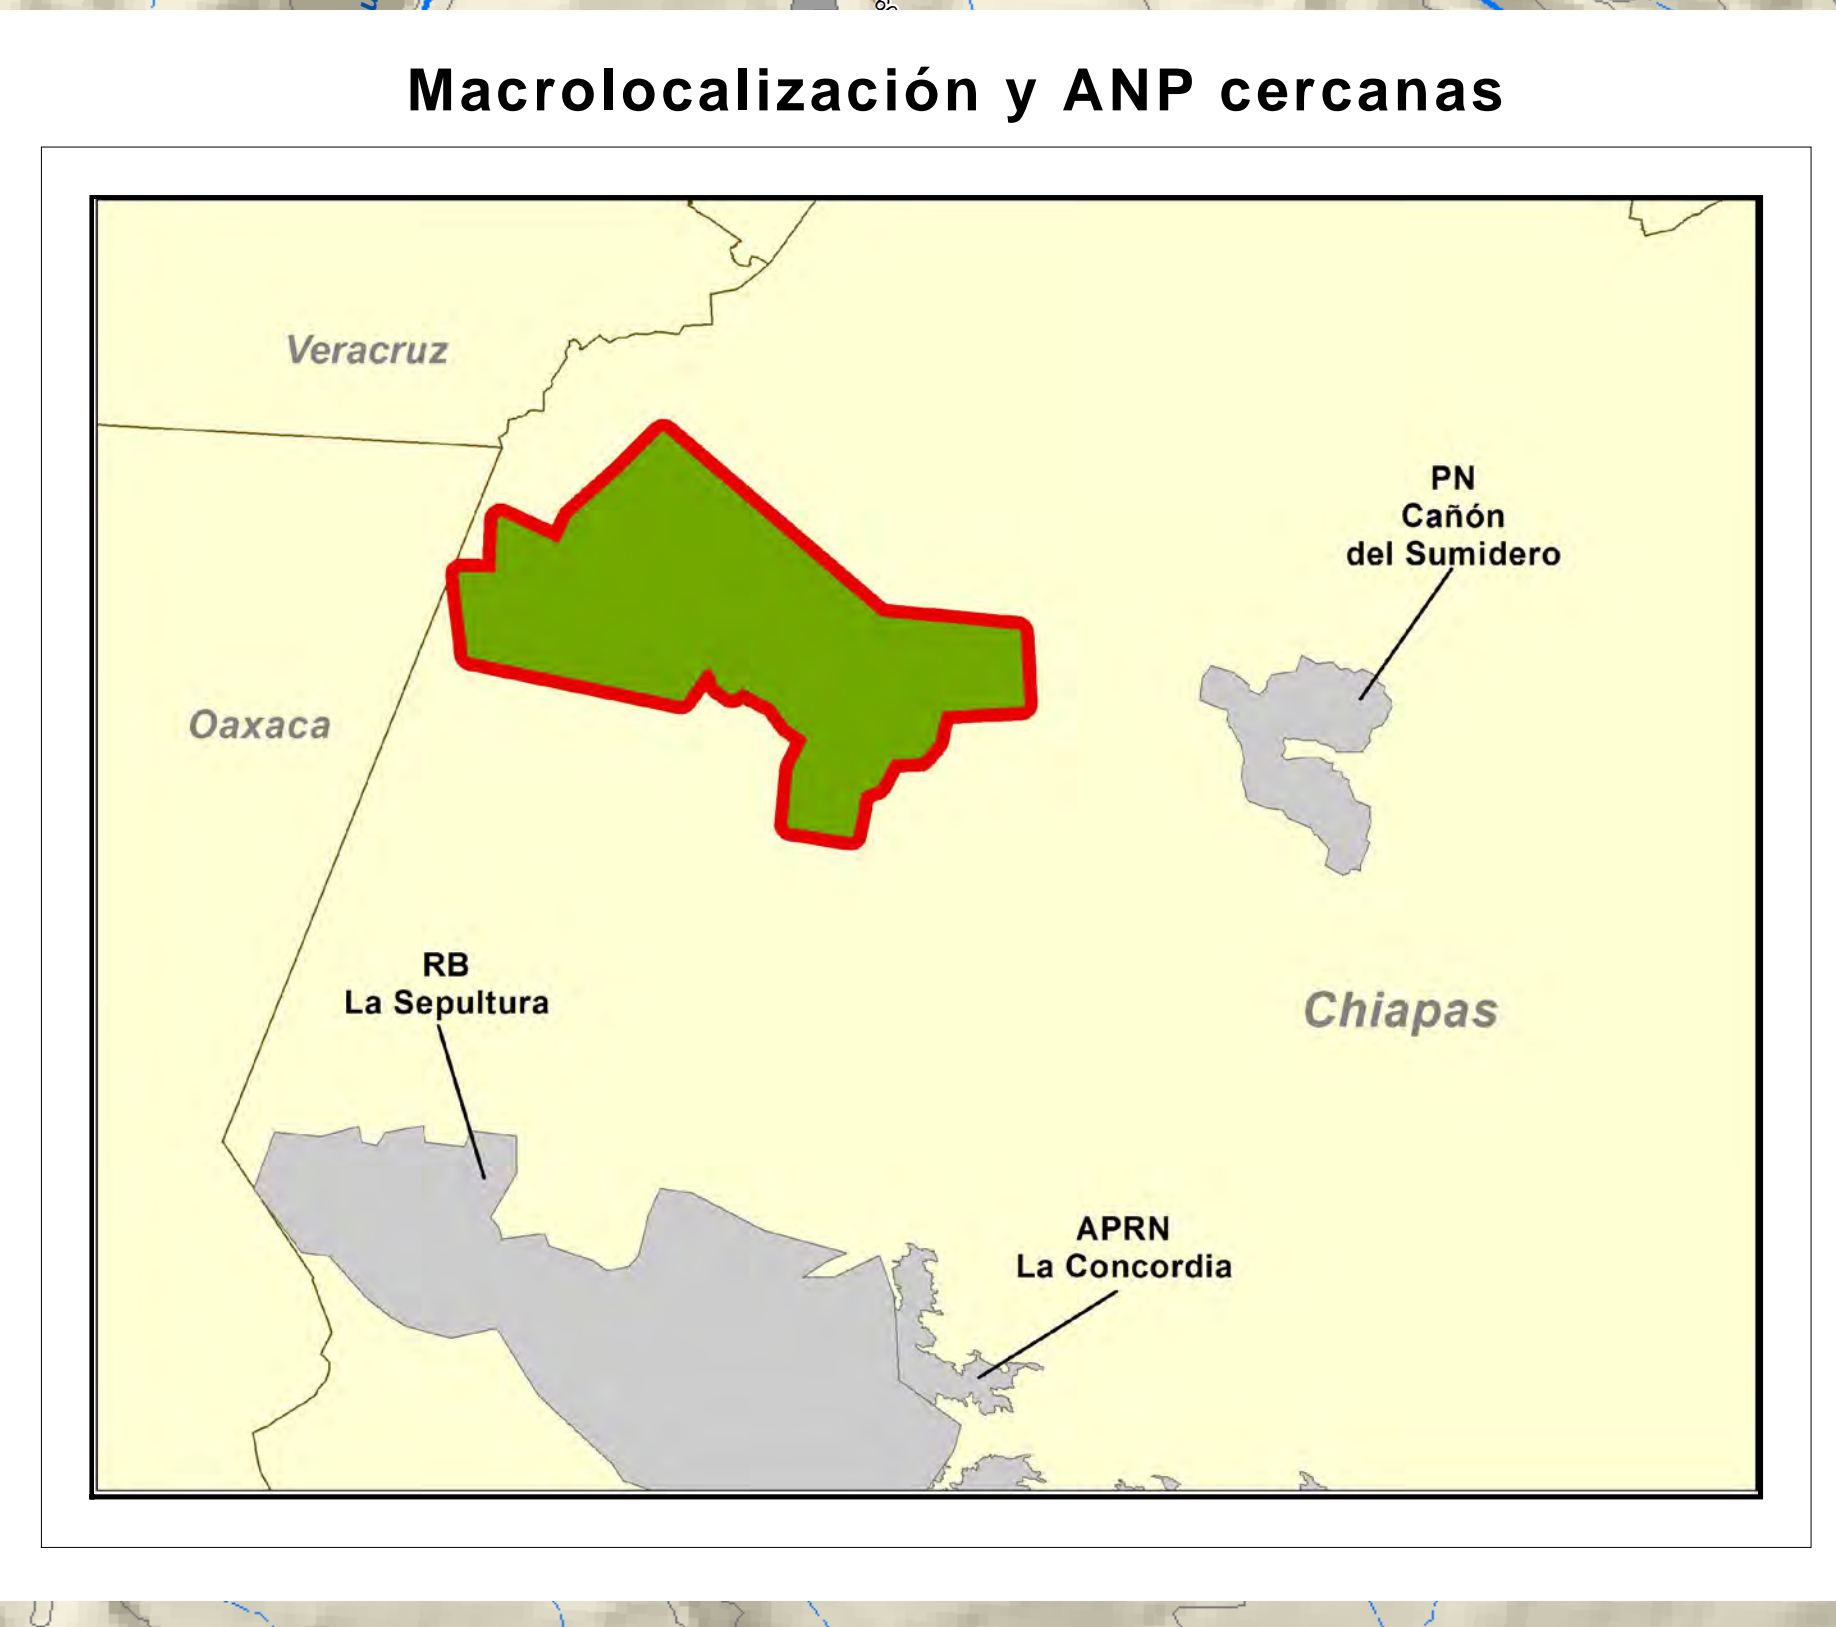 Macrolocalización y ANP cercanas
Veracruz
PN
Cañón
del Sumidero
Oaxaca
RB
La Sepultura
Chiapas
APRN
La Concordia